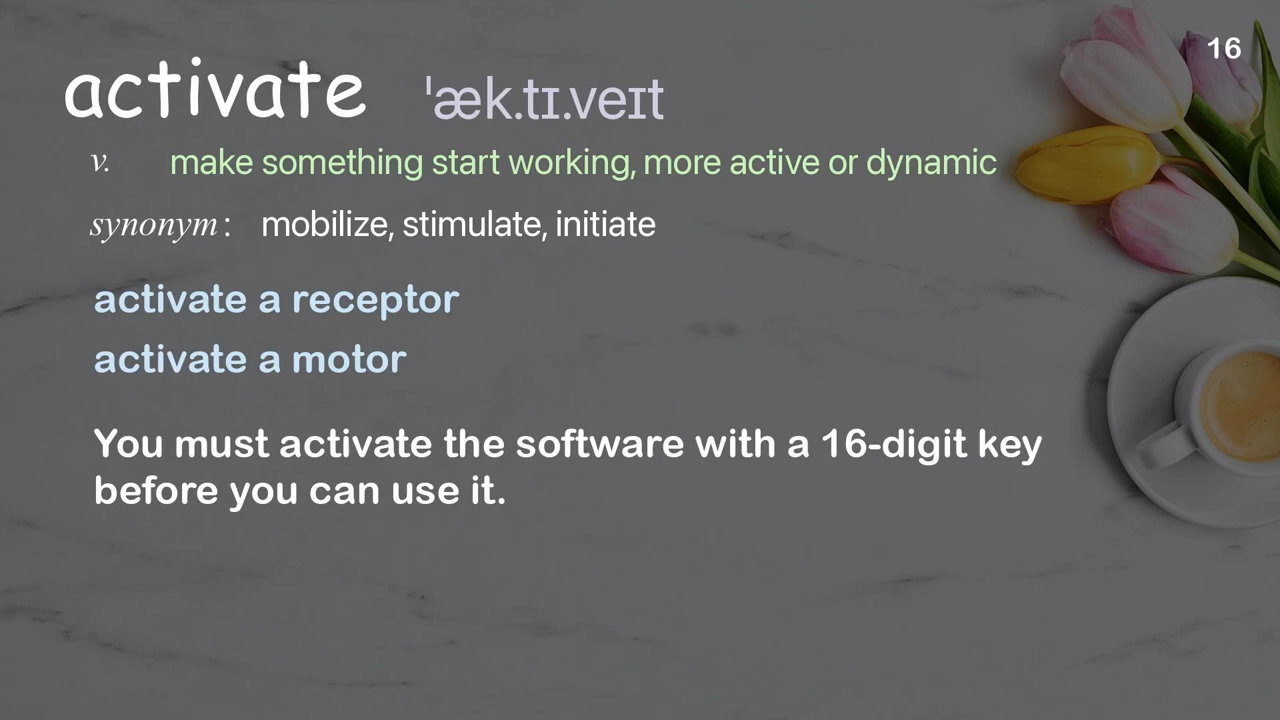 16
activate ˈæk.tɪ.veɪt
v. make something start working, more active or dynamic
synonym: mobilize, stimulate, initiate
activate a receptor
activate a motor
You must activate the software with a 16-digit key
before you can use it.